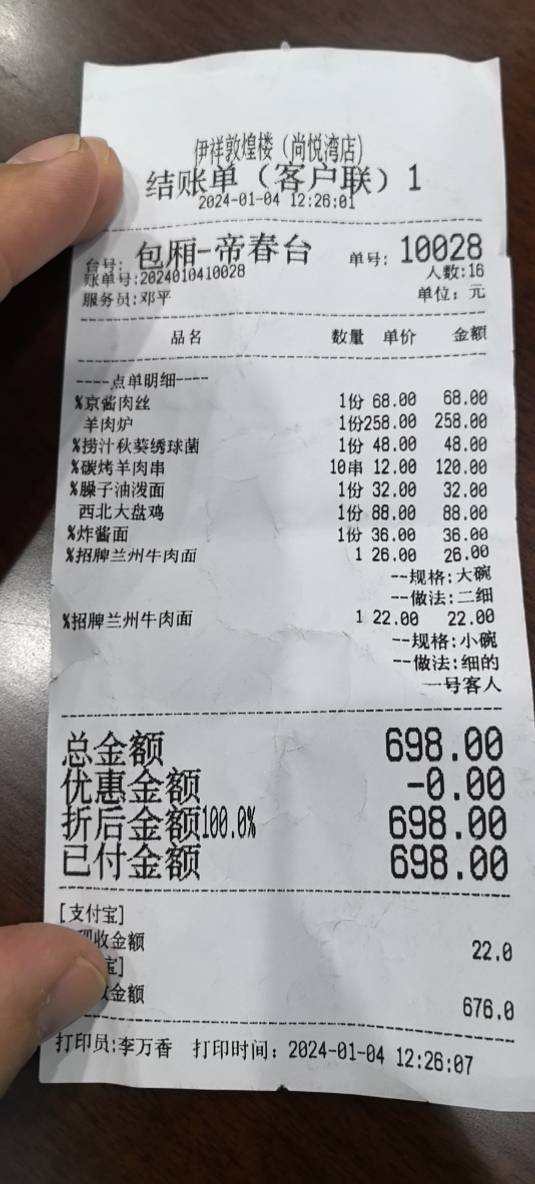 伊祥敦煌楼（尚悦湾店）
结账单（客户联）1
2024-01-04 12:26:01
台号: 包厢-帝春台 单号: 10028
账单号:2024010410028 人数:16
服务员:邓平 单位: 元
品名 数量 单价 金额
----点单明细----
%京酱肉丝 1份 68.00 68.00
羊肉炉 1份258.00 258.00
%捞汁秋葵绣球菌 1份 48.00 48.00
%碳烤羊肉串 10串 12.00 120.00
%臊子油泼面 1份 32.00 32.00
西北大盘鸡 1份 88.00 88.00
%炸酱面 1份 36.00 36.00
%招牌兰州牛肉面 1 26.00 26.00
--规格:大碗
--做法:二细
%招牌兰州牛肉面 1 22.00 22.00
--规格:小碗
--做法:细的
一号客人
总金额 698.00
优惠金额 -0.00
折后金额100.0% 698.00
已付金额 698.00
[支付宝]
收金额 22.0
宝]
金额 676.0
打印员:李万香 打印时间: 2024-01-04 12:26:07